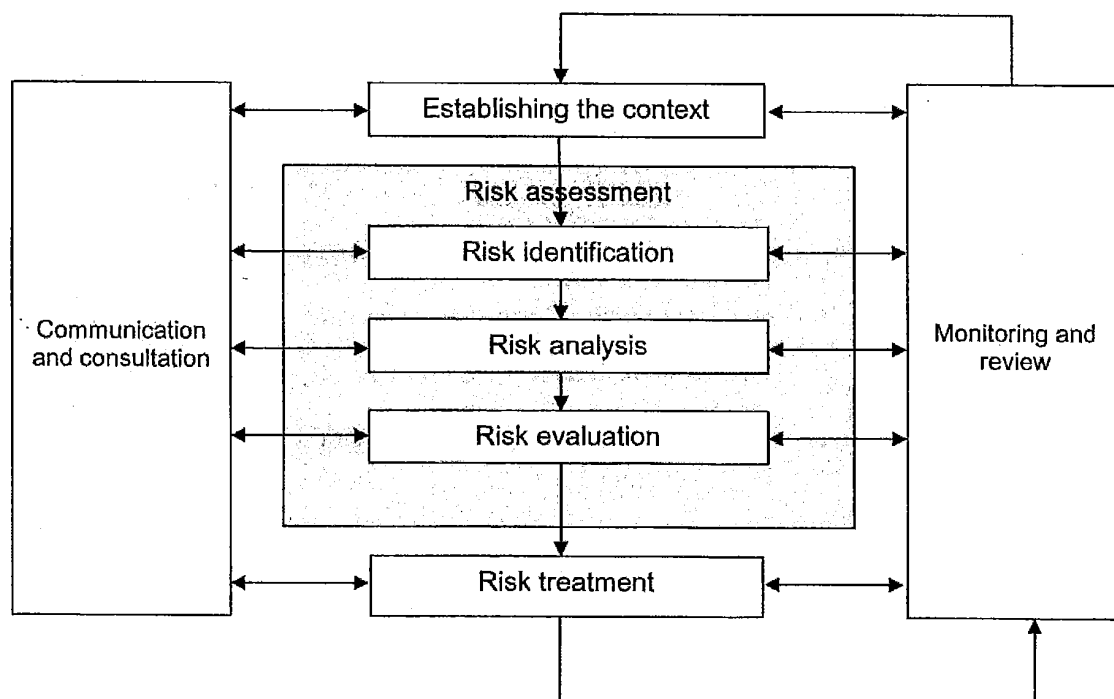 Establishing the context
Risk assessment
Risk identification
Risk analysis
Risk evaluation
Risk treatment
Communication
and consultation
Monitoring and
review